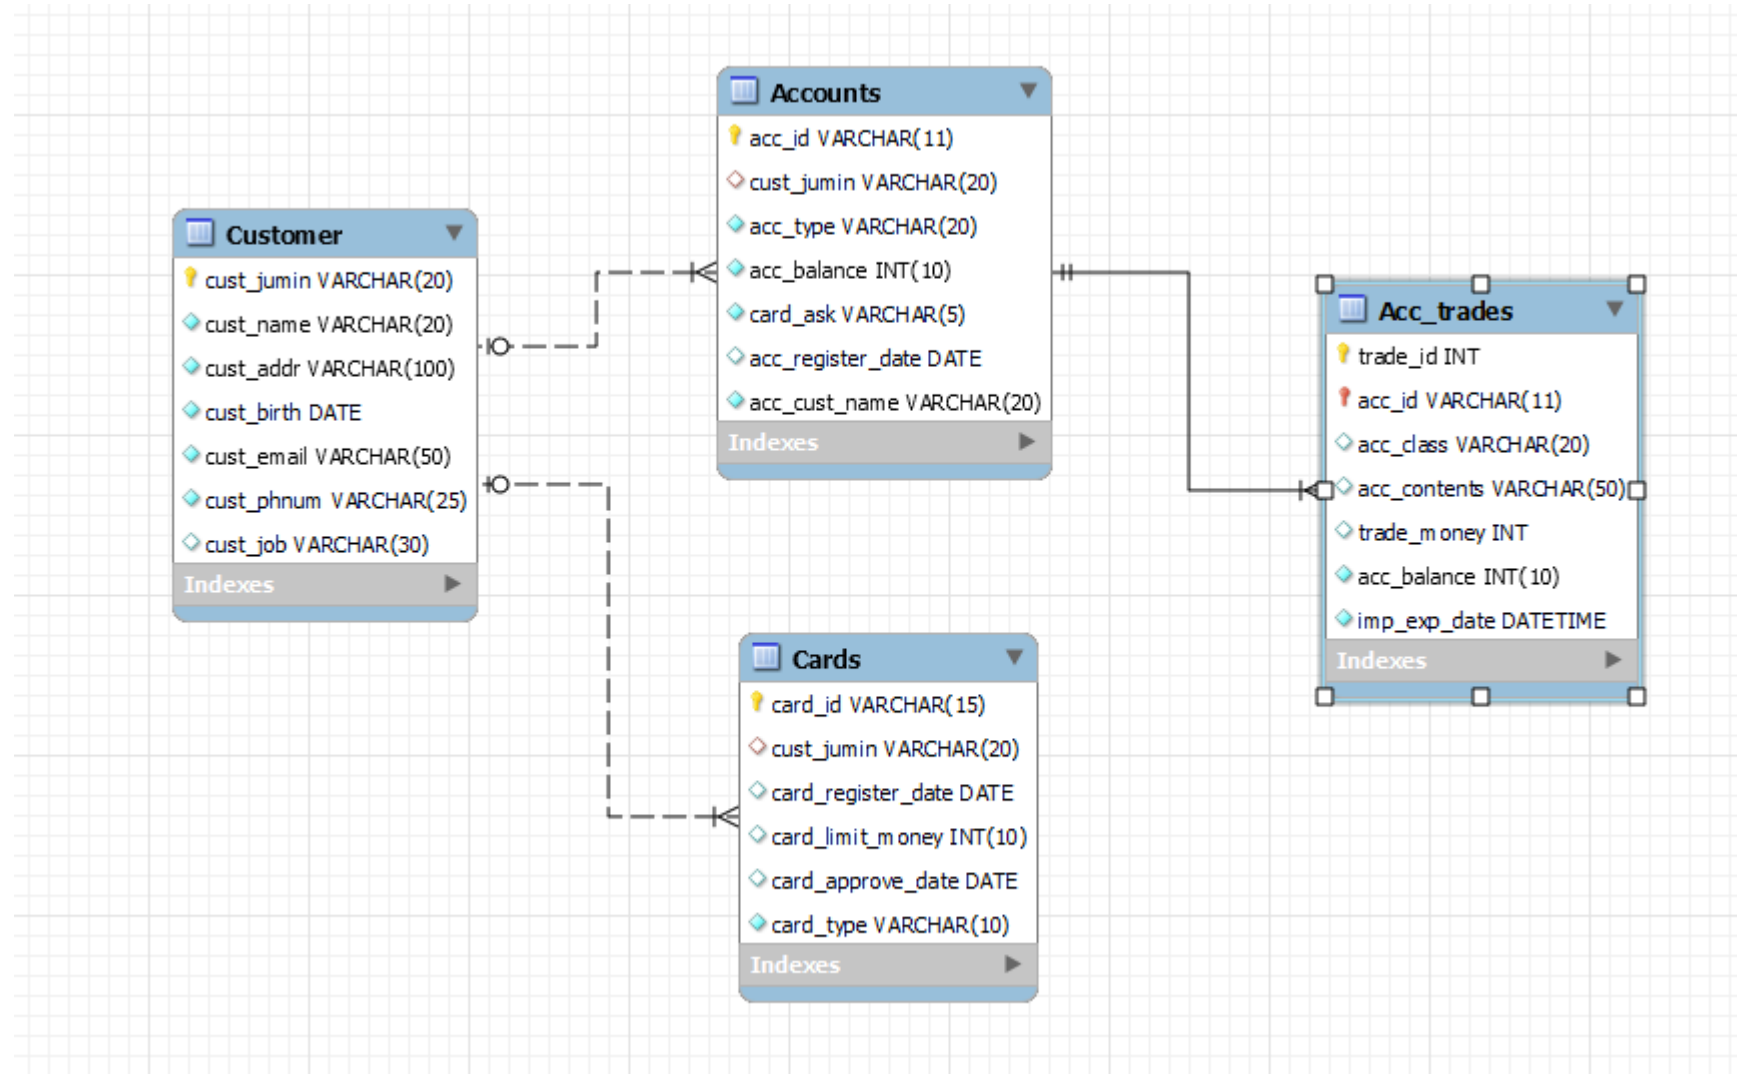 Customer
cust_jumin VARCHAR(20)
cust_name VARCHAR(20)
cust_addr VARCHAR(100)
cust_birth DATE
cust_email VARCHAR(50)
cust_phnum VARCHAR(25)
cust_job VARCHAR(30)
Indexes
Accounts
acc_id VARCHAR(11)
cust_jumin VARCHAR(20)
acc_type VARCHAR(20)
acc_balance INT(10)
card_ask VARCHAR(5)
acc_register_date DATE
acc_cust_name VARCHAR(20)
Indexes
Cards
card_id VARCHAR(15)
cust_jumin VARCHAR(20)
card_register_date DATE
card_limit_money INT(10)
card_approve_date DATE
card_type VARCHAR(10)
Indexes
Acc_trades
trade_id INT
acc_id VARCHAR(11)
acc_class VARCHAR(20)
acc_contents VARCHAR(50)
trade_money INT
acc_balance INT(10)
imp_exp_date DATETIME
Indexes